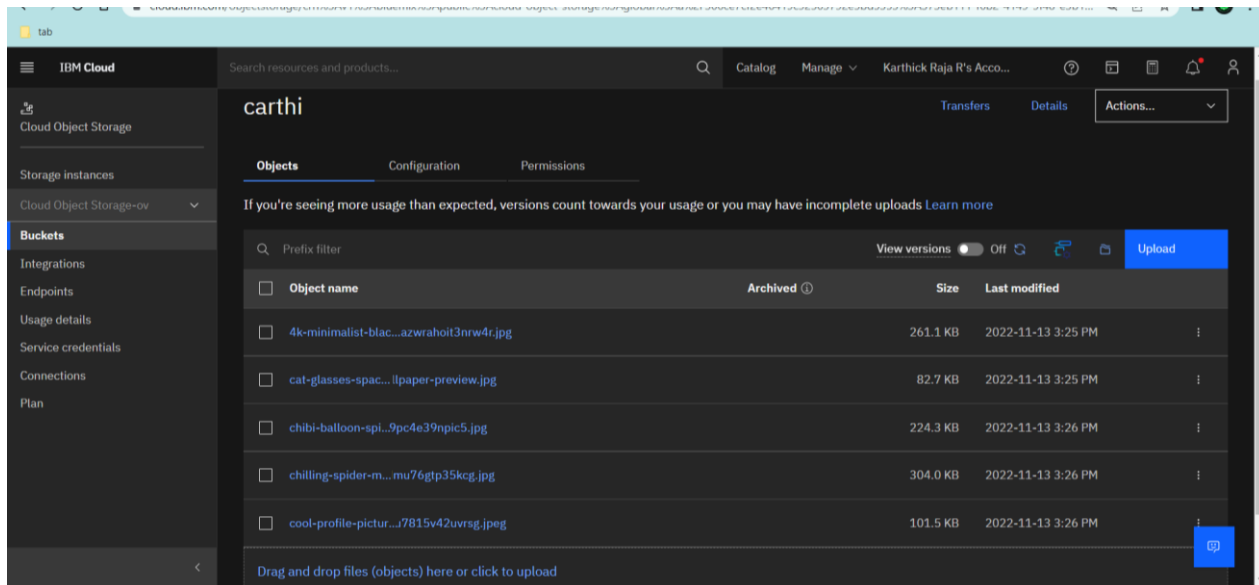 tab
IBM Cloud
Search resources and products...
Catalog
Manage
Karthick Raja R's Acco...
Cloud Object Storage
carthi
Transfers
Details
Actions...
Objects
Configuration
Permissions
Storage instances
Cloud Object Storage-ov
If you're seeing more usage than expected, versions count towards your usage or you may have incomplete uploads Learn more
Buckets
Integrations
Endpoints
Usage details
Service credentials
Connections
Plan
Prefix filter
View versions
Off
Upload
Object name
Archived
Size
Last modified
4k-minimalist-blac...azwrahoit3nrw4r.jpg 261.1 KB 2022-11-13 3:25 PM
cat-glasses-spac...llpaper-preview.jpg 82.7 KB 2022-11-13 3:25 PM
chibi-balloon-spi...9pc4e39npic5.jpg 224.3 KB 2022-11-13 3:26 PM
chilling-spider-m...mu76gtp35kcg.jpg 304.0 KB 2022-11-13 3:26 PM
cool-profile-pictur...u7815v42uvrsg.jpeg 101.5 KB 2022-11-13 3:26 PM
Drag and drop files (objects) here or click to upload